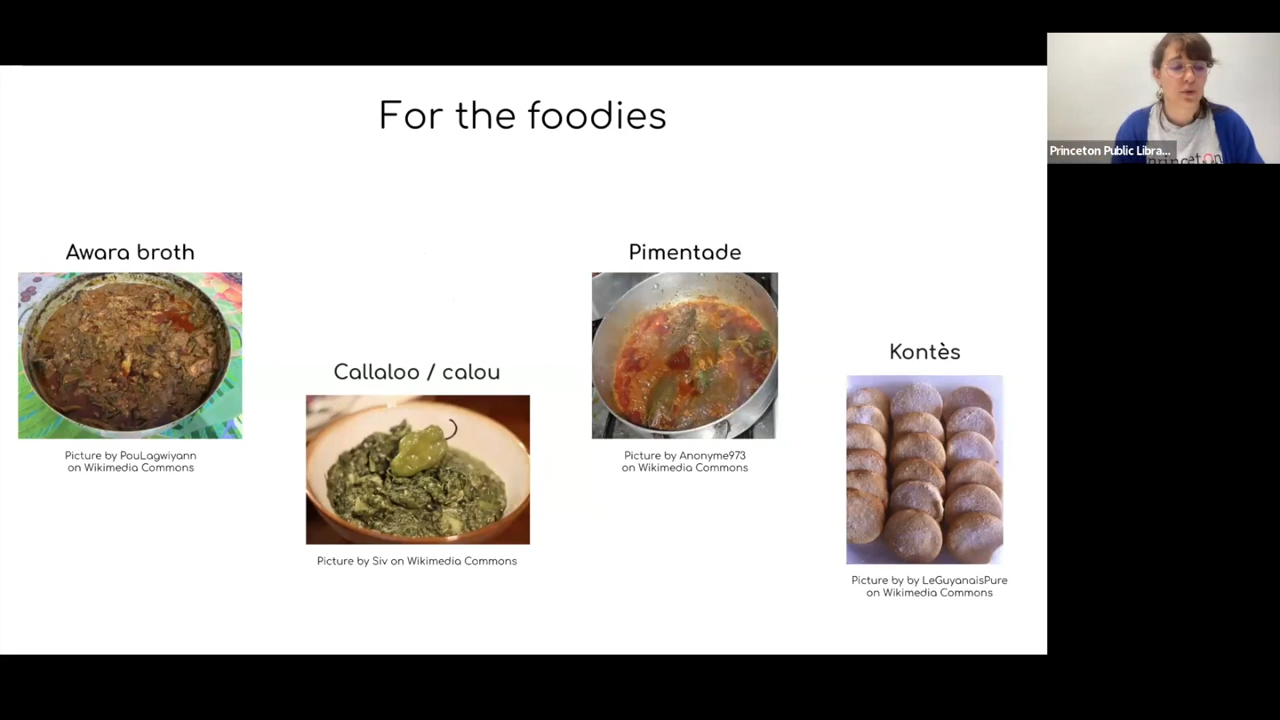 For the foodies
Awara broth
Picture by PouLagwiyann
on Wikimedia Commons
Callaloo / calou
Picture by Siv on Wikimedia Commons
Pimentade
Picture by Anonyme973
on Wikimedia Commons
Kontès
Picture by by LeGuyanaisPure
on Wikimedia Commons
Princeton Public Libra...
princeton